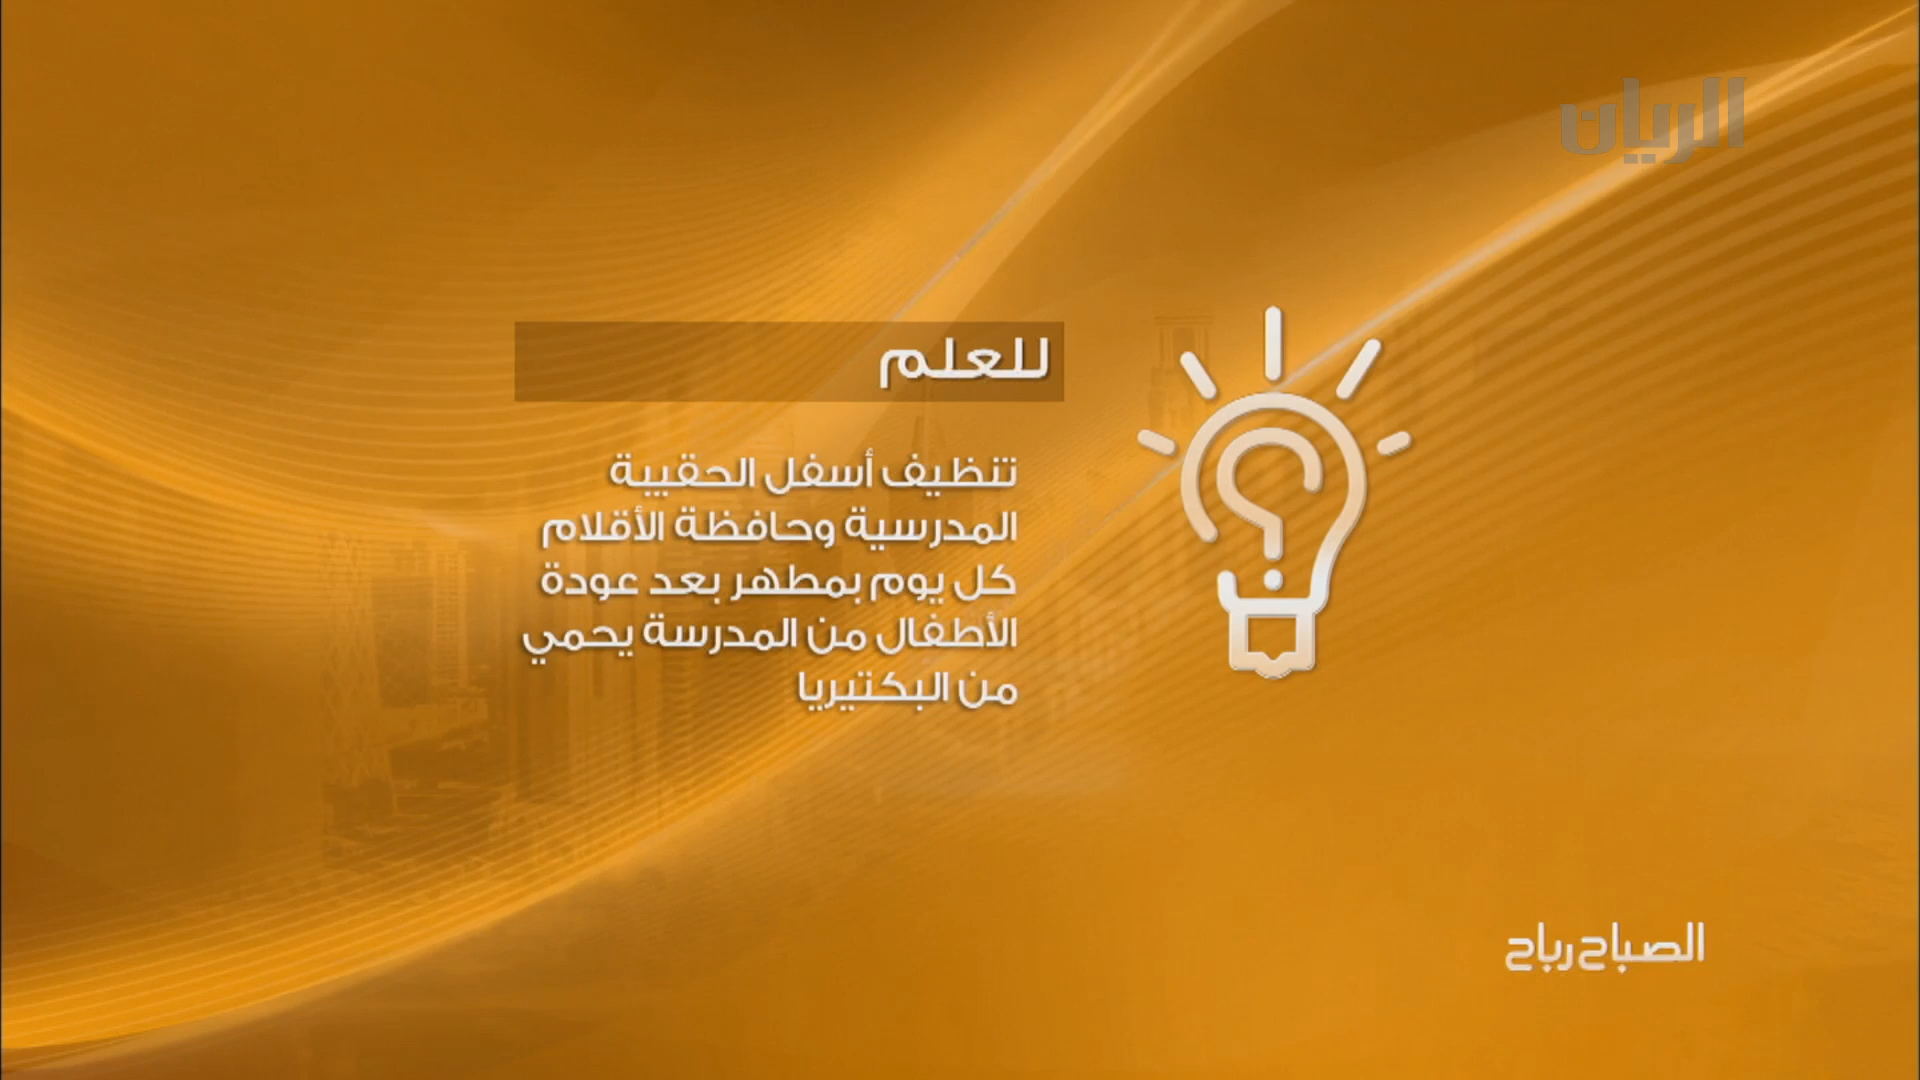 الريان
للعلم
تنظيف أسفل الحقيبة
المدرسية وحافظة الأقلام
كل يوم بمطهر بعد عودة
الأطفال من المدرسة يحمي
من البكتيريا
الصباح رباح